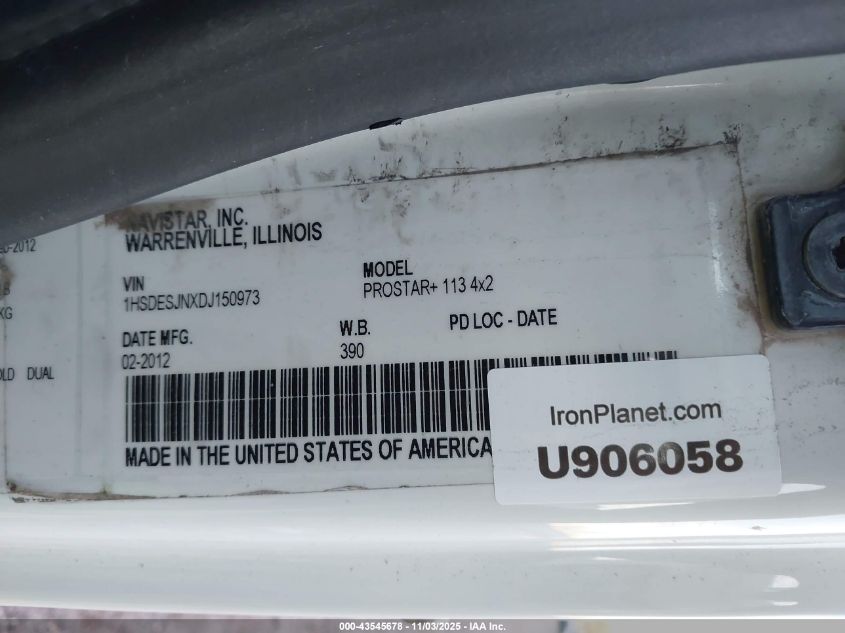 NAVISTAR, INC.
WARRENVILLE, ILLINOIS
VIN
1HSDESJNXDJ150973
MODEL
PROSTAR+ 113 4x2
DATE MFG.
02-2012
W.B.
390
PD LOC - DATE
MADE IN THE UNITED STATES OF AMERICA
-2012
KG
DUAL
IronPlanet.com
U906058
000-43545678 - 11/03/2025 - IAA Inc.